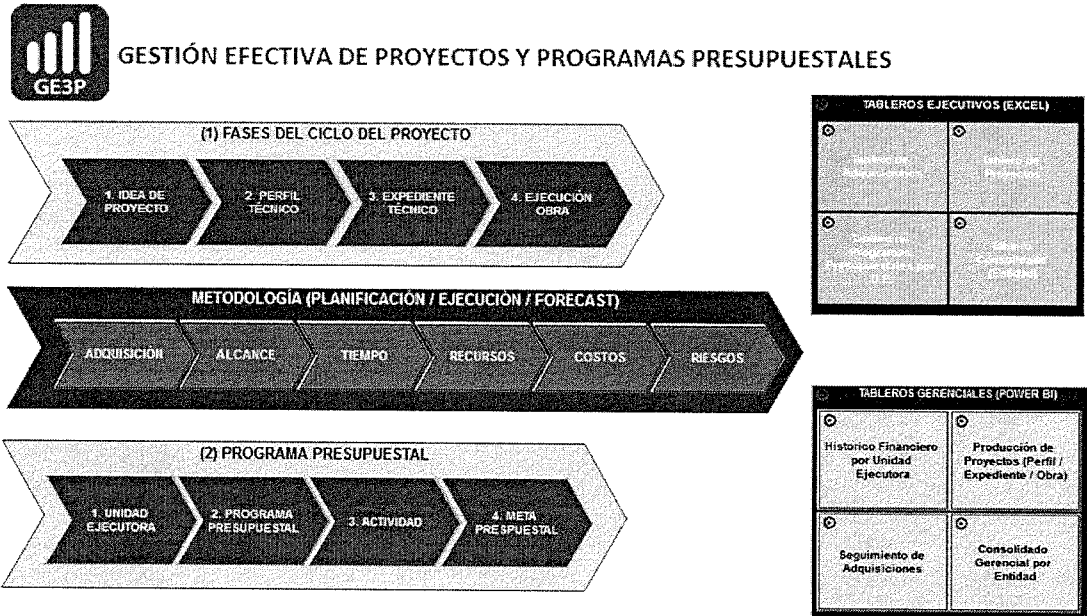 GE3P
GESTIÓN EFECTIVA DE PROYECTOS Y PROGRAMAS PRESUPUESTALES
(1) FASES DEL CICLO DEL PROYECTO
1. IDEA DE
PROYECTO
2. PERFIL
TÉCNICO
3. EXPEDIENTE
TÉCNICO
4. EJECUCIÓN
OBRA
METODOLOGÍA (PLANIFICACIÓN / EJECUCIÓN / FORECAST)
ADQUISICIÓN
ALCANCE
TIEMPO
RECURSOS
COSTOS
RIESGOS
(2) PROGRAMA PRESUPUESTAL
1. UNIDAD
EJECUTORA
2. PROGRAMA
PRESUPUESTAL
3. ACTIVIDAD
4. META
PRESPUESTAL
TABLEROS EJECUTIVOS (EXCEL)
TABLEROS GERENCIALES (POWER BI)
Historico Financiero
por Unidad
Ejecutora
Producción de
Proyectos (Perfil /
Expediente / Obra)
Seguimiento de
Adquisiciones
Consolidado
Gerencial por
Entidad